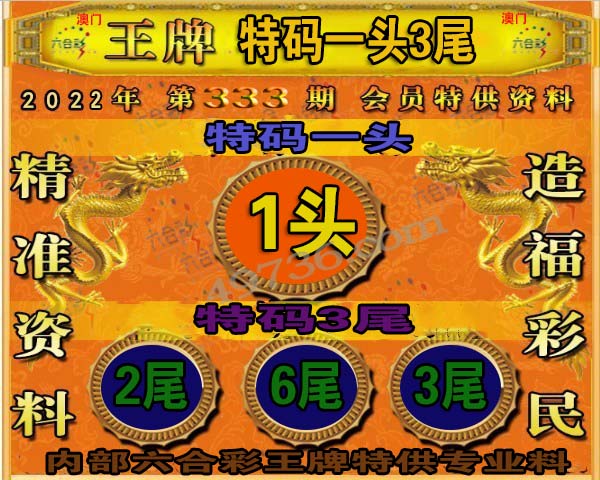 澳门 六合彩 王牌 特码一头3尾 澳门 六合彩
2022年 第333期 会员特供资料
特码一头
精准资料
1头
造福彩民
49736.com
特码3尾
2尾 6尾 3尾
内部六合彩王牌特供专业料